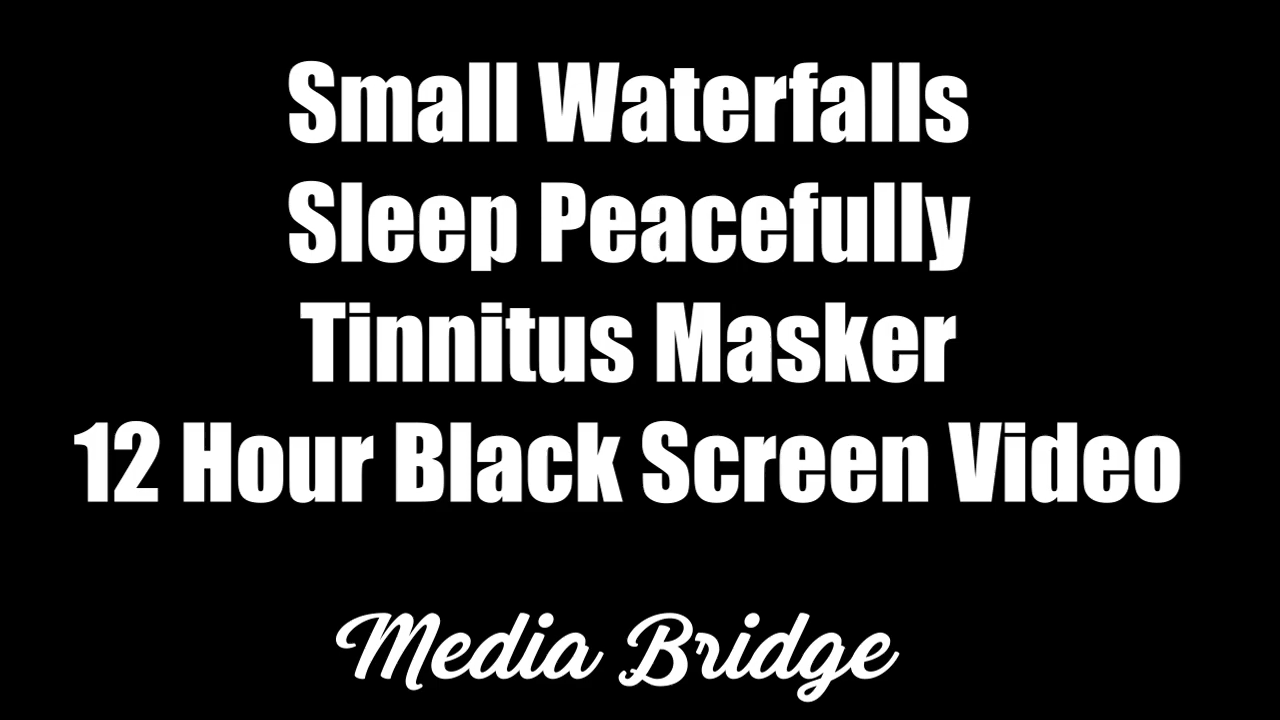 Small Waterfalls
Sleep Peacefully
Tinnitus Masker
12 Hour Black Screen Video
Media Bridge